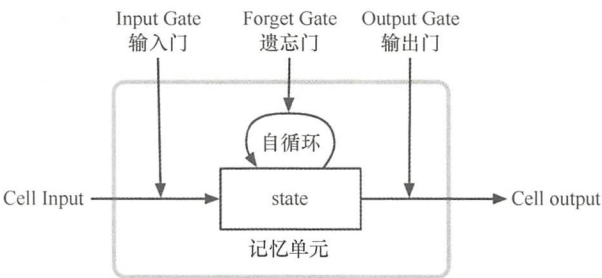 Input Gate
输入门
Forget Gate
遗忘门
Output Gate
输出门
自循环
Cell Input
state
Cell output
记忆单元